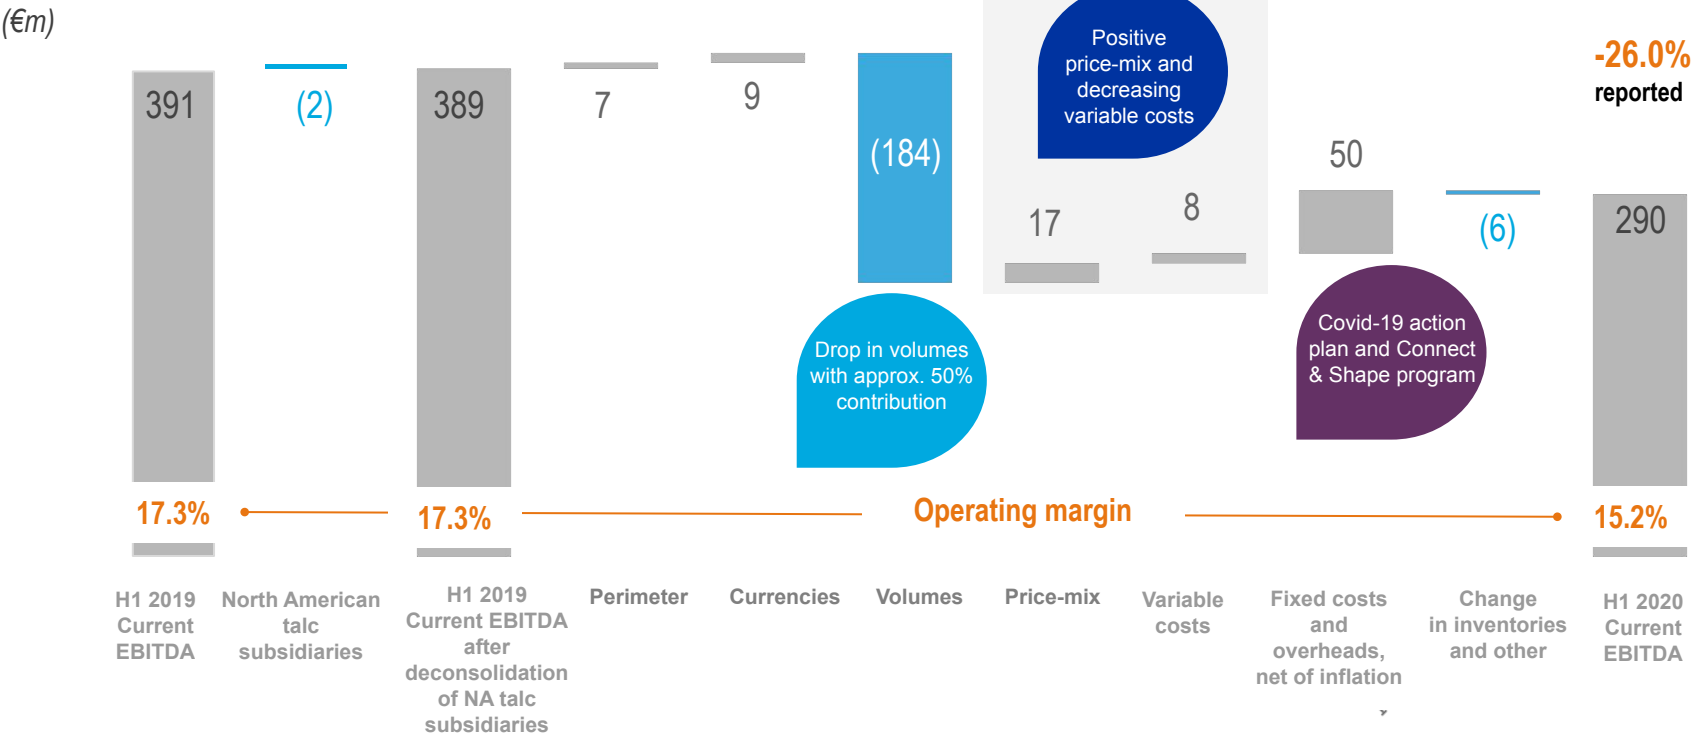 (€m)
391
(2)
389
7
9
(184)
Positive
price-mix and
decreasing
variable costs
17
8
50
(6)
-26.0%
reported
290
Drop in volumes
with approx. 50%
contribution
Covid-19 action
plan and Connect
& Shape program
17.3%
17.3%
Operating margin
15.2%
H1 2019
Current
EBITDA
North American
talc
subsidiaries
H1 2019
Current EBITDA
after
deconsolidation
of NA talc
subsidiaries
Perimeter
Currencies
Volumes
Price-mix
Variable
costs
Fixed costs
and
overheads,
net of inflation
Change
in inventories
and other
H1 2020
Current
EBITDA